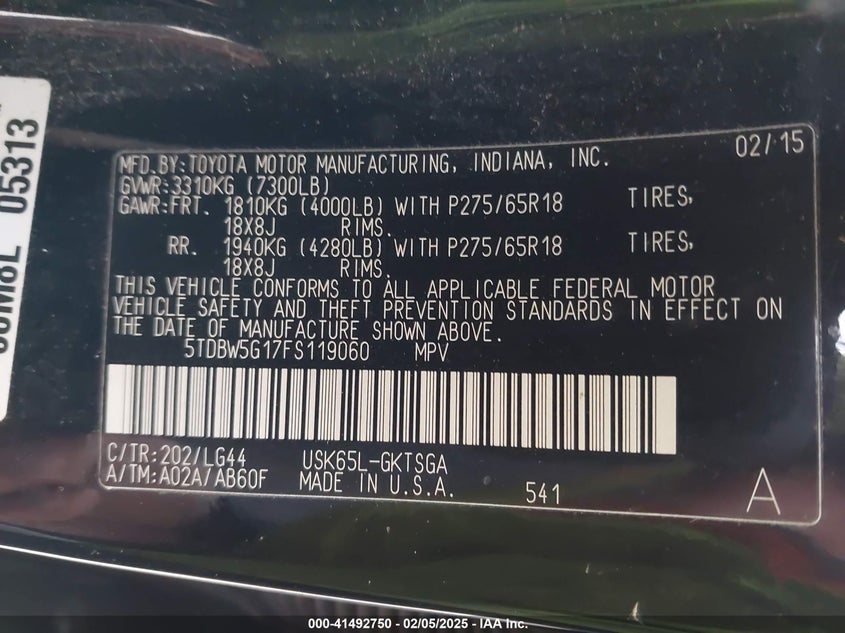 05313
MFD.BY:TOYOTA MOTOR MANUFACTURING, INDIANA, INC. 02/15
GVWR:3310KG (7300LB)
GAWR:FRT. 1810KG (4000LB) WITH P275/65R18 TIRES,
18X8J RIMS.
RR. 1940KG (4280LB) WITH P275/65R18 TIRES,
18X8J RIMS.
THIS VEHICLE CONFORMS TO ALL APPLICABLE FEDERAL MOTOR
VEHICLE SAFETY AND THEFT PREVENTION STANDARDS IN EFFECT ON
THE DATE OF MANUFACTURE SHOWN ABOVE.
5TDBW5G17FS119060 MPV
C/TR:202/LG44 USK65L-GKTSGA
A/TM:A02A/AB60F MADE IN U.S.A. 541 A
000-41492750 - 02/05/2025 - IAA Inc.